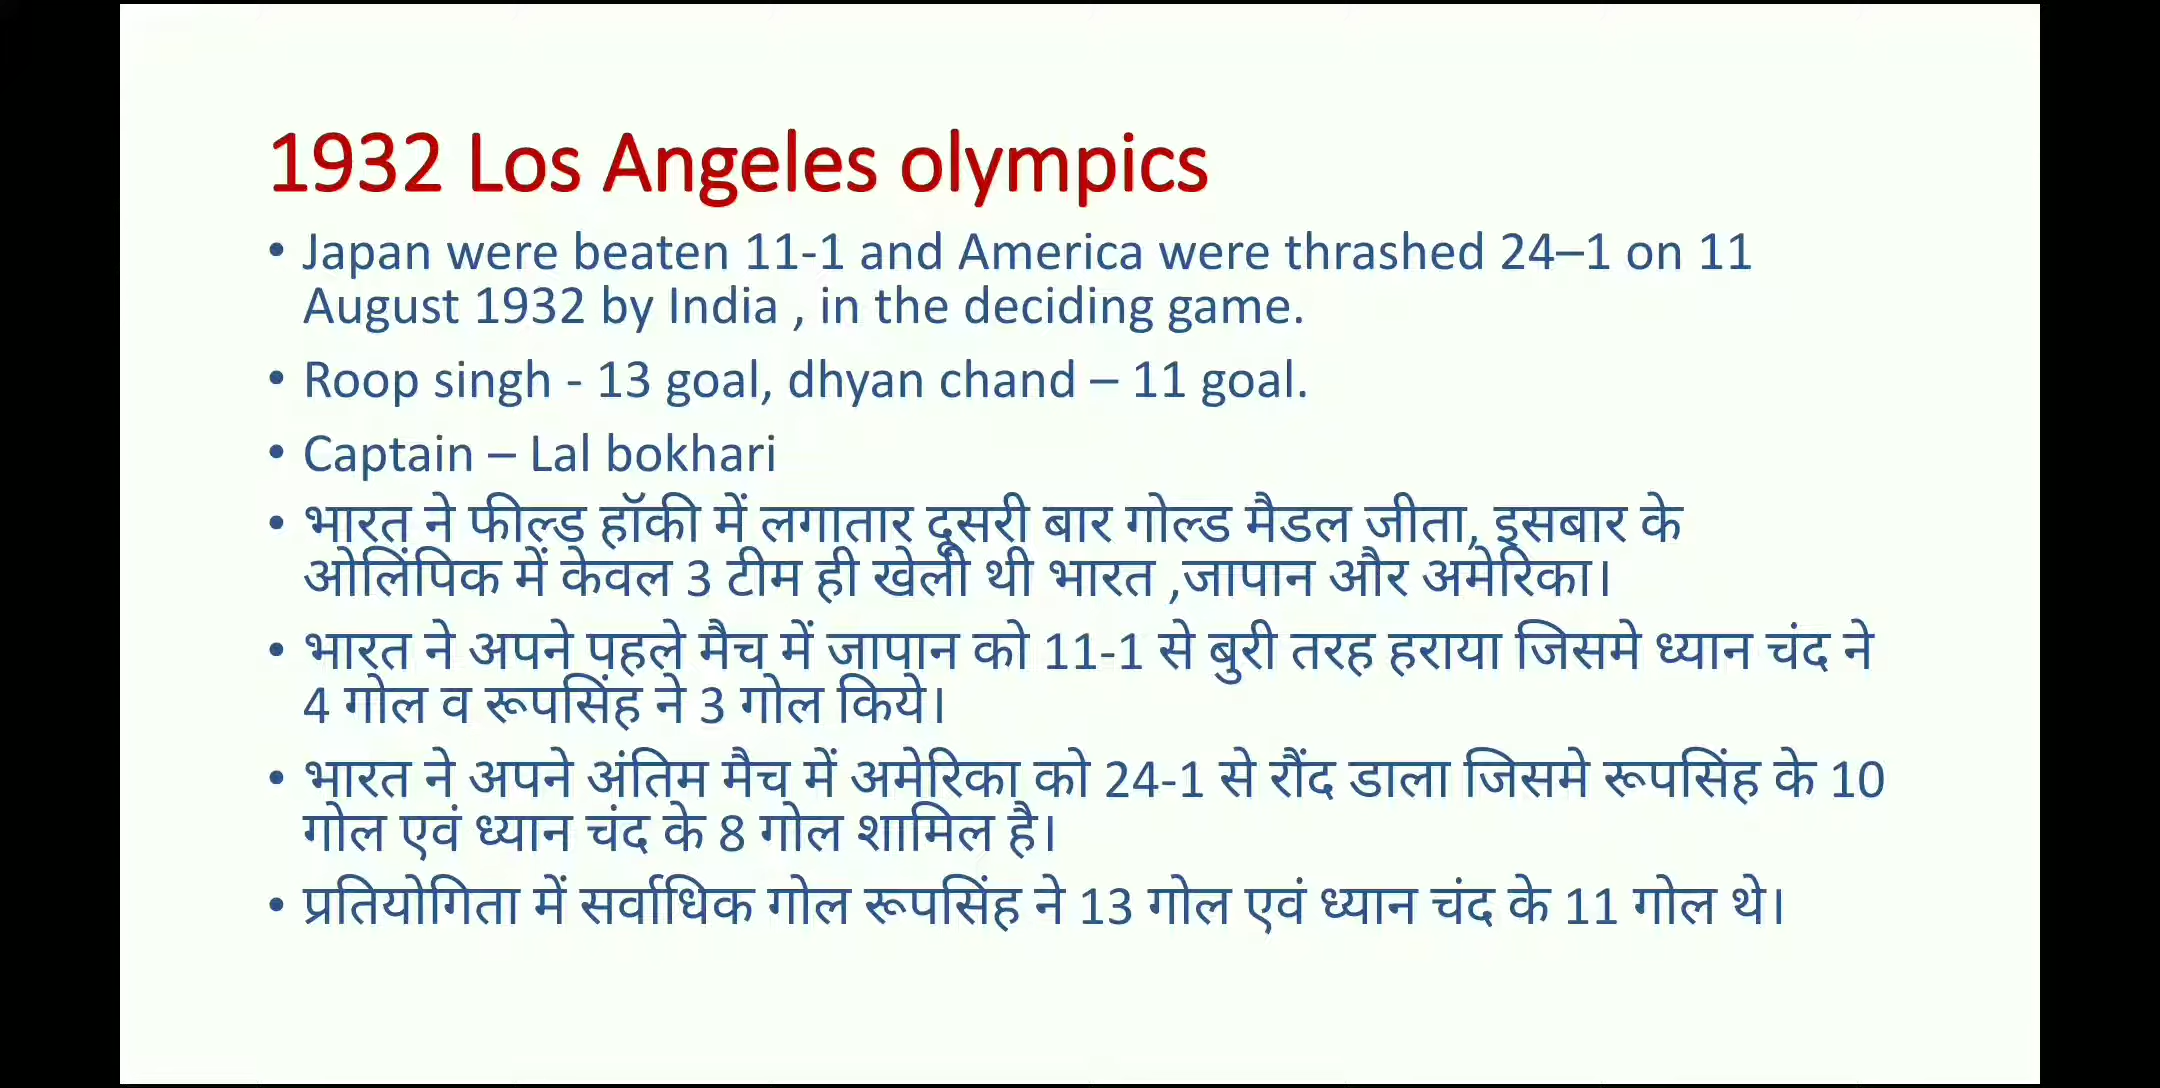 1932 Los Angeles olympics
• Japan were beaten 11-1 and America were thrashed 24–1 on 11
August 1932 by India , in the deciding game.
• Roop singh - 13 goal, dhyan chand – 11 goal.
• Captain – Lal bokhari
• भारत ने फील्ड हॉकी में लगातार दूसरी बार गोल्ड मैडल जीता, इसबार के
ओलिंपिक में केवल 3 टीम ही खेली थी भारत ,जापान और अमेरिका।
• भारत ने अपने पहले मैच में जापान को 11-1 से बुरी तरह हराया जिसमे ध्यान चंद ने
4 गोल व रूपसिंह ने 3 गोल किये।
• भारत ने अपने अंतिम मैच में अमेरिका को 24-1 से रौंद डाला जिसमे रूपसिंह के 10
गोल एवं ध्यान चंद के 8 गोल शामिल है।
• प्रतियोगिता में सर्वाधिक गोल रूपसिंह ने 13 गोल एवं ध्यान चंद के 11 गोल थे।